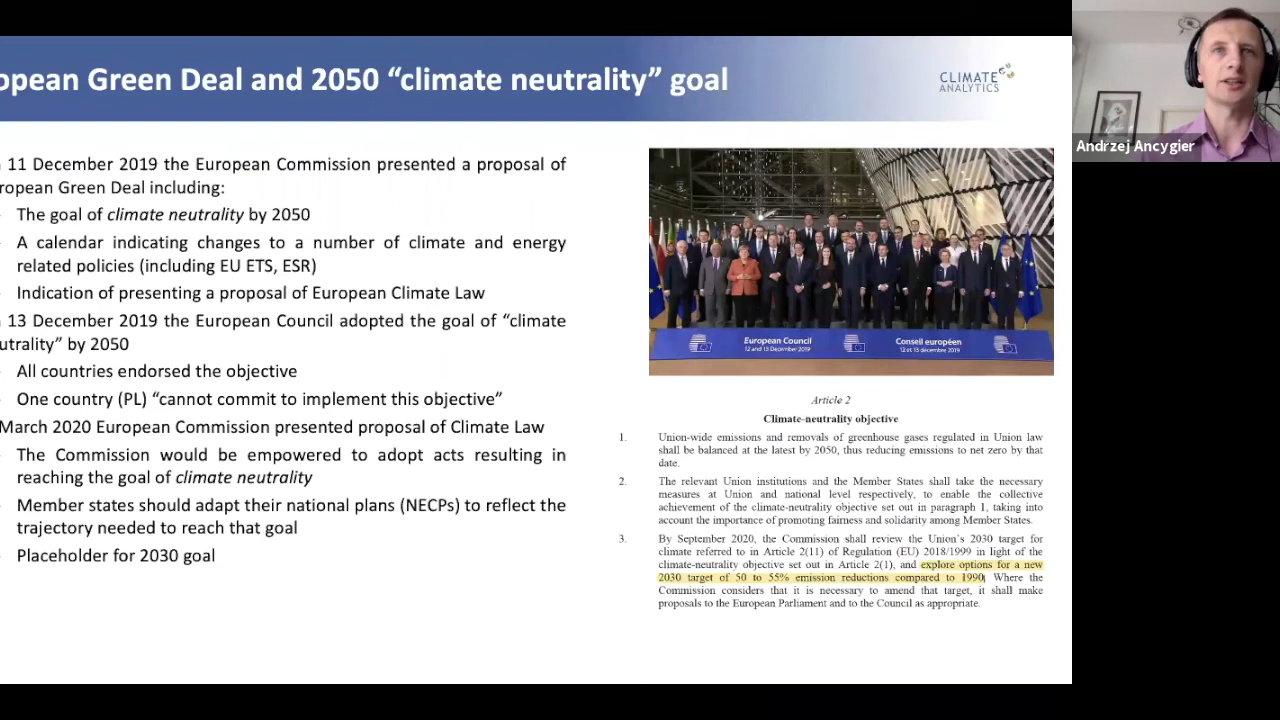 opean Green Deal and 2050 “climate neutrality” goal
CLIMATE
ANALYTICS
Andrzej Ancygier
11 December 2019 the European Commission presented a proposal of
ropean Green Deal including:
- The goal of climate neutrality by 2050
- A calendar indicating changes to a number of climate and energy
related policies (including EU ETS, ESR)
- Indication of presenting a proposal of European Climate Law
13 December 2019 the European Council adopted the goal of “climate
utrality” by 2050
- All countries endorsed the objective
- One country (PL) “cannot commit to implement this objective”
March 2020 European Commission presented proposal of Climate Law
- The Commission would be empowered to adopt acts resulting in
reaching the goal of climate neutrality
- Member states should adapt their national plans (NECPs) to reflect the
trajectory needed to reach that goal
- Placeholder for 2030 goal
European Council
12 and 13 December 2019
Conseil européen
12 et 13 décembre 2019
Article 2
Climate-neutrality objective
1. Union-wide emissions and removals of greenhouse gases regulated in Union law
shall be balanced at the latest by 2050, thus reducing emissions to net zero by that
date.
2. The relevant Union institutions and the Member States shall take the necessary
measures at Union and national level respectively, to enable the collective
achievement of the climate-neutrality objective set out in paragraph 1, taking into
account the importance of promoting fairness and solidarity among Member States.
3. By September 2020, the Commission shall review the Union’s 2030 target for
climate referred to in Article 2(11) of Regulation (EU) 2018/1999 in light of the
climate-neutrality objective set out in Article 2(1), and explore options for a new
2030 target of 50 to 55% emission reductions compared to 1990. Where the
Commission considers that it is necessary to amend that target, it shall make
proposals to the European Parliament and to the Council as appropriate.